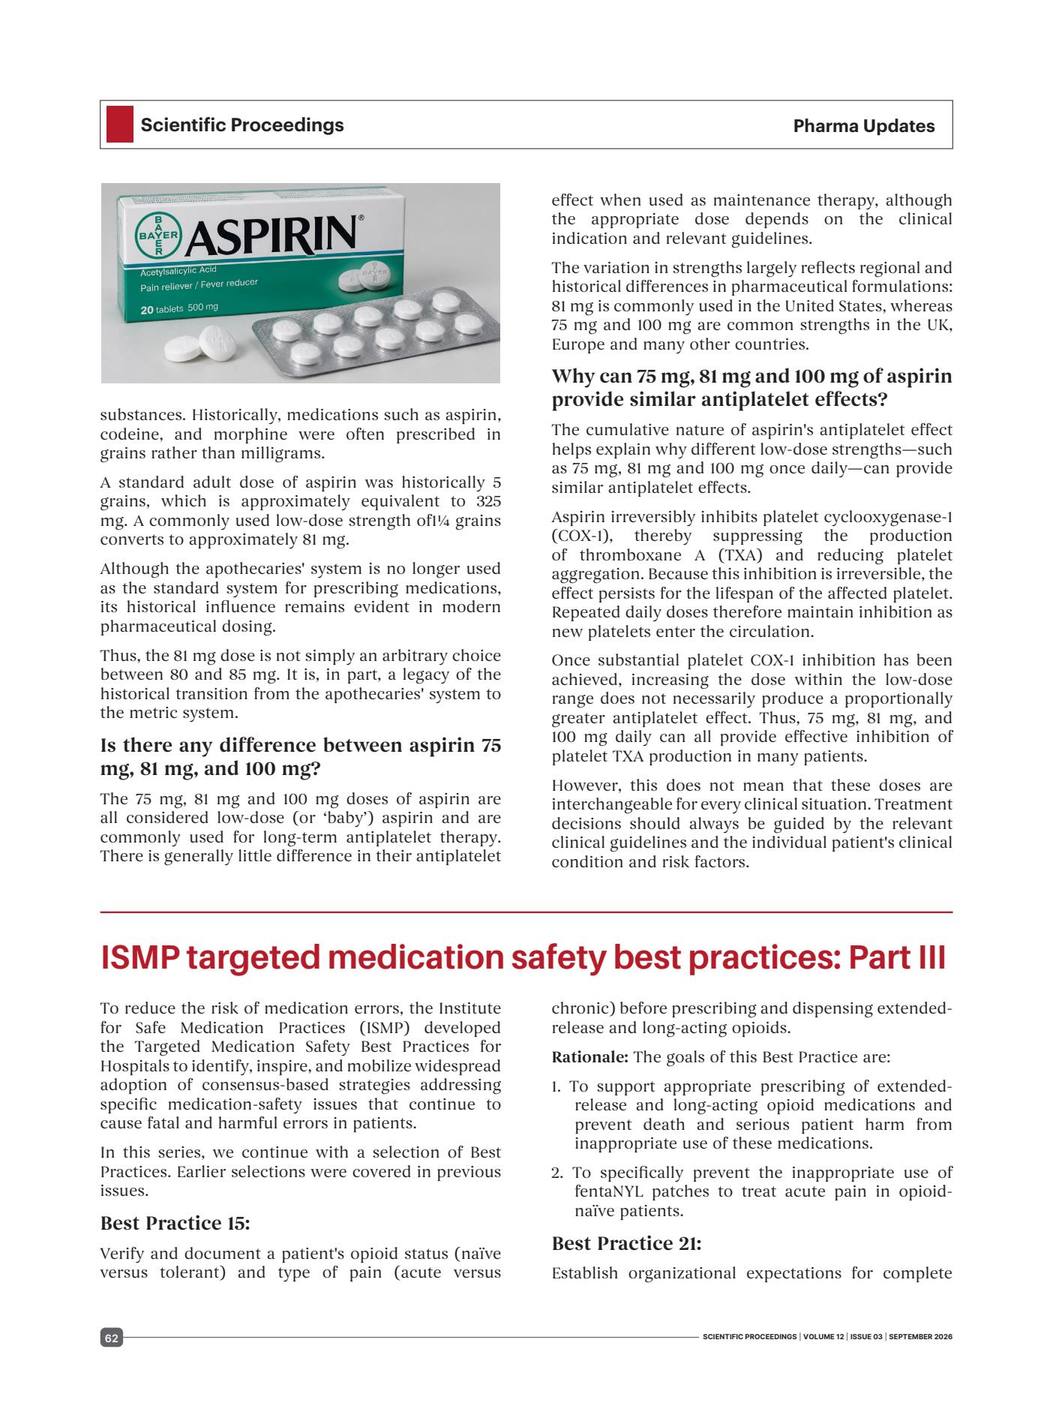 Scientific Proceedings
Pharma Updates
BAYER
BAYER
ASPIRIN®
Acetylsalicylic Acid
Pain reliever / Fever reducer
20 tablets 500 mg
substances. Historically, medications such as aspirin,
codeine, and morphine were often prescribed in
grains rather than milligrams.
A standard adult dose of aspirin was historically 5
grains, which is approximately equivalent to 325
mg. A commonly used low-dose strength of1¼ grains
converts to approximately 81 mg.
Although the apothecaries' system is no longer used
as the standard system for prescribing medications,
its historical influence remains evident in modern
pharmaceutical dosing.
Thus, the 81 mg dose is not simply an arbitrary choice
between 80 and 85 mg. It is, in part, a legacy of the
historical transition from the apothecaries' system to
the metric system.
Is there any difference between aspirin 75
mg, 81 mg, and 100 mg?
The 75 mg, 81 mg and 100 mg doses of aspirin are
all considered low-dose (or ‘baby’) aspirin and are
commonly used for long-term antiplatelet therapy.
There is generally little difference in their antiplatelet
effect when used as maintenance therapy, although
the appropriate dose depends on the clinical
indication and relevant guidelines.
The variation in strengths largely reflects regional and
historical differences in pharmaceutical formulations:
81 mg is commonly used in the United States, whereas
75 mg and 100 mg are common strengths in the UK,
Europe and many other countries.
Why can 75 mg, 81 mg and 100 mg of aspirin
provide similar antiplatelet effects?
The cumulative nature of aspirin's antiplatelet effect
helps explain why different low-dose strengths—such
as 75 mg, 81 mg and 100 mg once daily—can provide
similar antiplatelet effects.
Aspirin irreversibly inhibits platelet cyclooxygenase-1
(COX-1), thereby suppressing the production
of thromboxane A (TXA) and reducing platelet
aggregation. Because this inhibition is irreversible, the
effect persists for the lifespan of the affected platelet.
Repeated daily doses therefore maintain inhibition as
new platelets enter the circulation.
Once substantial platelet COX-1 inhibition has been
achieved, increasing the dose within the low-dose
range does not necessarily produce a proportionally
greater antiplatelet effect. Thus, 75 mg, 81 mg, and
100 mg daily can all provide effective inhibition of
platelet TXA production in many patients.
However, this does not mean that these doses are
interchangeable for every clinical situation. Treatment
decisions should always be guided by the relevant
clinical guidelines and the individual patient's clinical
condition and risk factors.
ISMP targeted medication safety best practices: Part III
To reduce the risk of medication errors, the Institute
for Safe Medication Practices (ISMP) developed
the Targeted Medication Safety Best Practices for
Hospitals to identify, inspire, and mobilize widespread
adoption of consensus-based strategies addressing
specific medication-safety issues that continue to
cause fatal and harmful errors in patients.
In this series, we continue with a selection of Best
Practices. Earlier selections were covered in previous
issues.
Best Practice 15:
Verify and document a patient's opioid status (naïve
versus tolerant) and type of pain (acute versus
chronic) before prescribing and dispensing extended-
release and long-acting opioids.
Rationale: The goals of this Best Practice are:
1. To support appropriate prescribing of extended-
release and long-acting opioid medications and
prevent death and serious patient harm from
inappropriate use of these medications.
2. To specifically prevent the inappropriate use of
fentaNYL patches to treat acute pain in opioid-
naïve patients.
Best Practice 21:
Establish organizational expectations for complete
62
SCIENTIFIC PROCEEDINGS | VOLUME 12 | ISSUE 03 | SEPTEMBER 2026